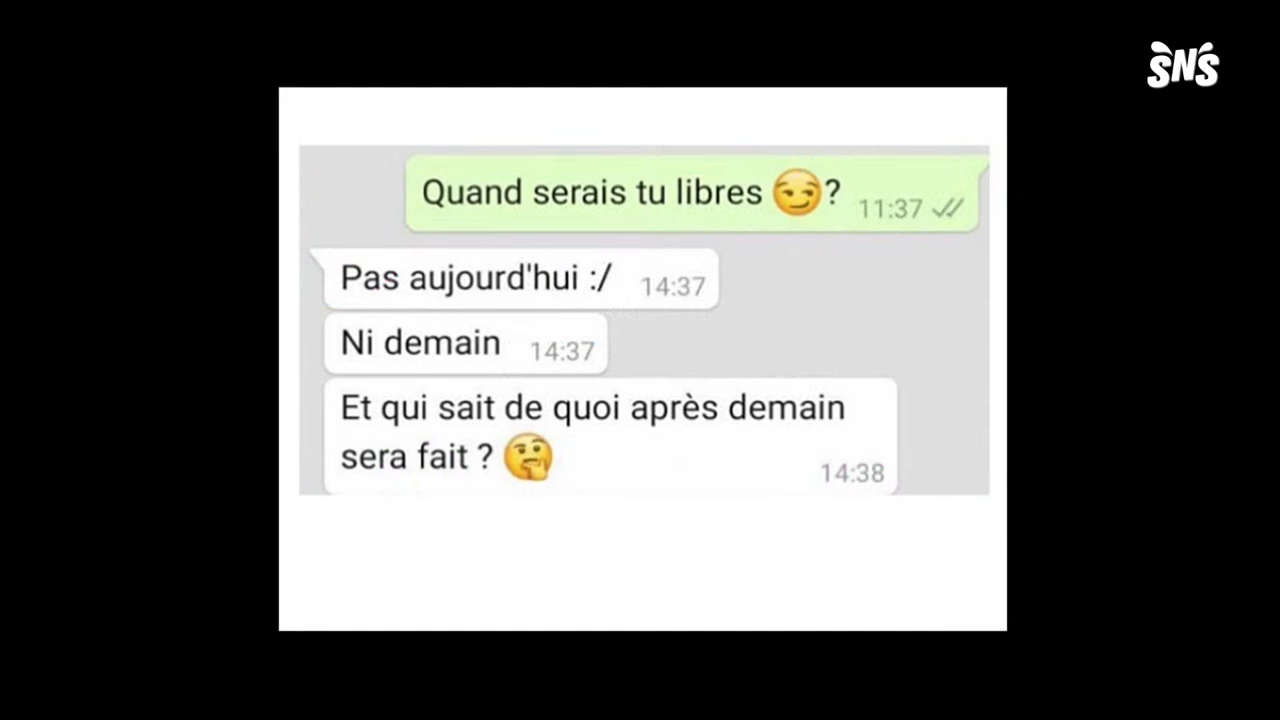 SNS
Quand serais tu libres 😏?
11:37
Pas aujourd'hui :/
14:37
Ni demain
14:37
Et qui sait de quoi après demain
sera fait ? 🤔
14:38